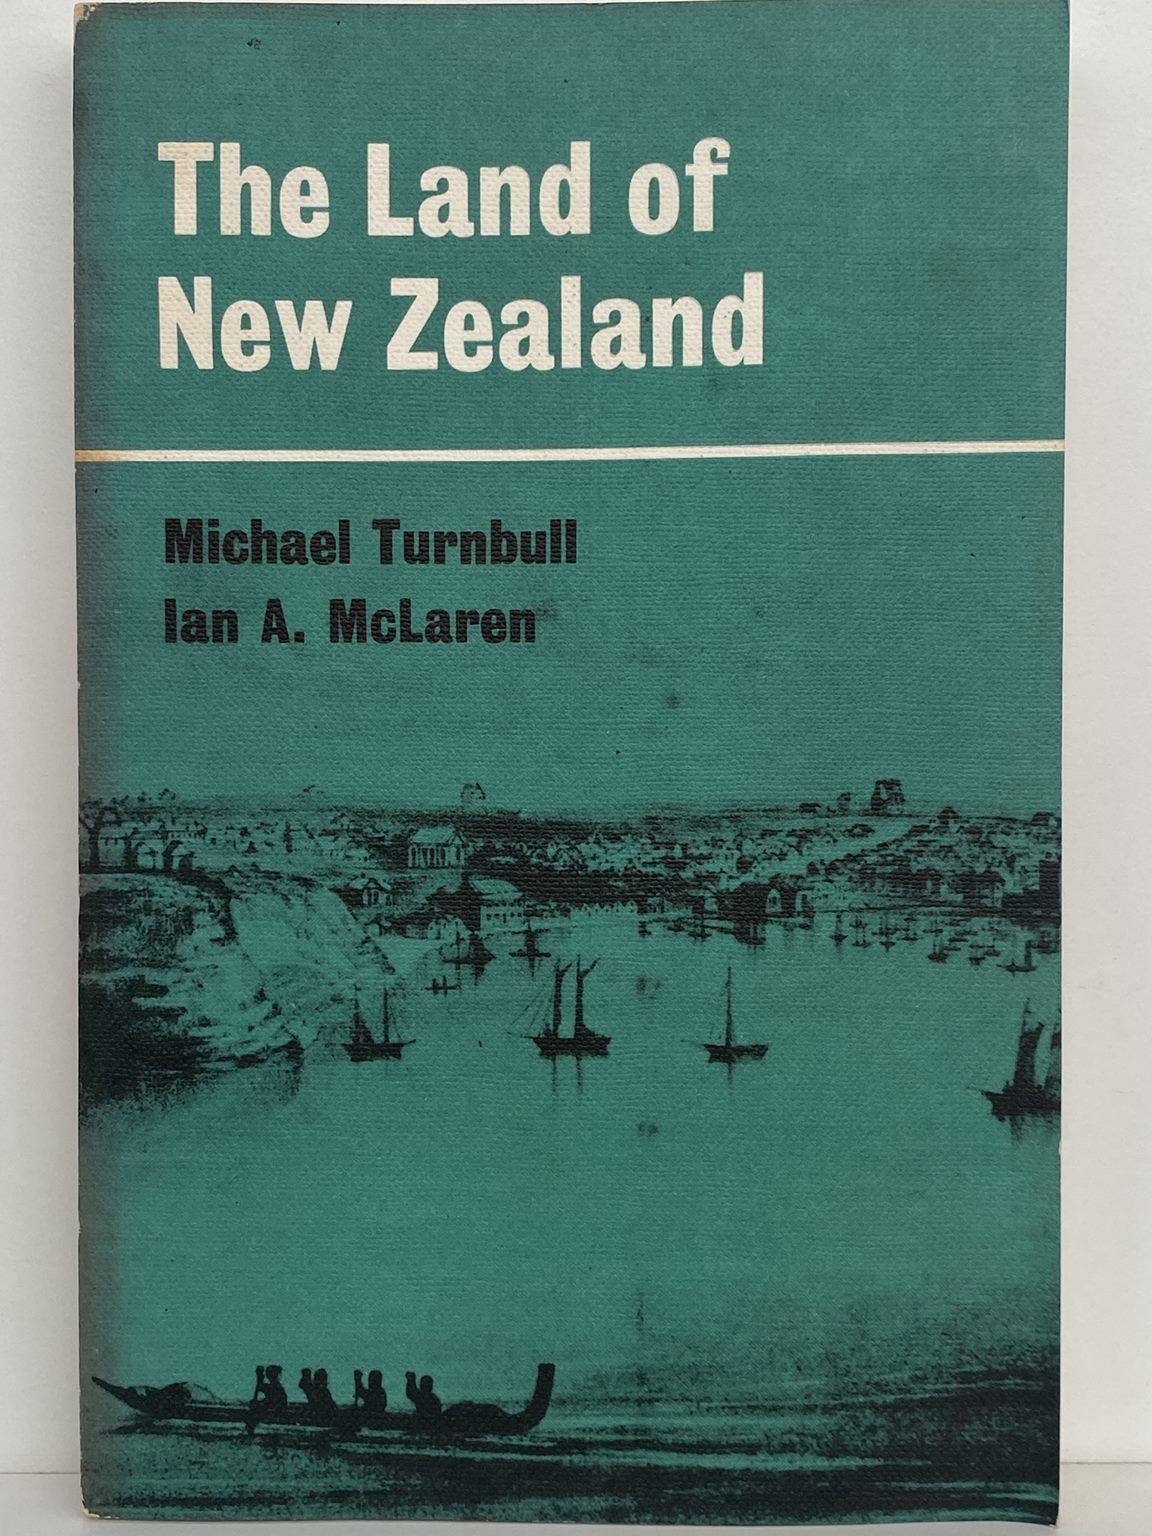 The Land of
New Zealand
Michael Turnbull
Ian A. McLaren